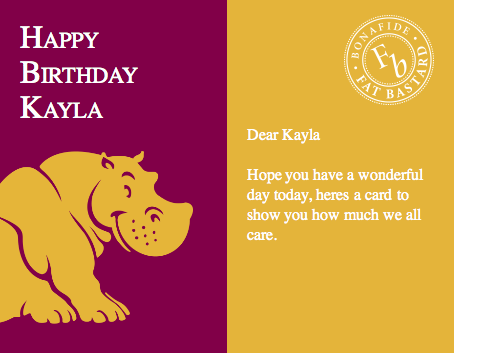 HAPPY
BIRTHDAY
KAYLA
BONAFIDE
Fb
FAT BASTARD
Dear Kayla
Hope you have a wonderful
day today, heres a card to
show you how much we all
care.